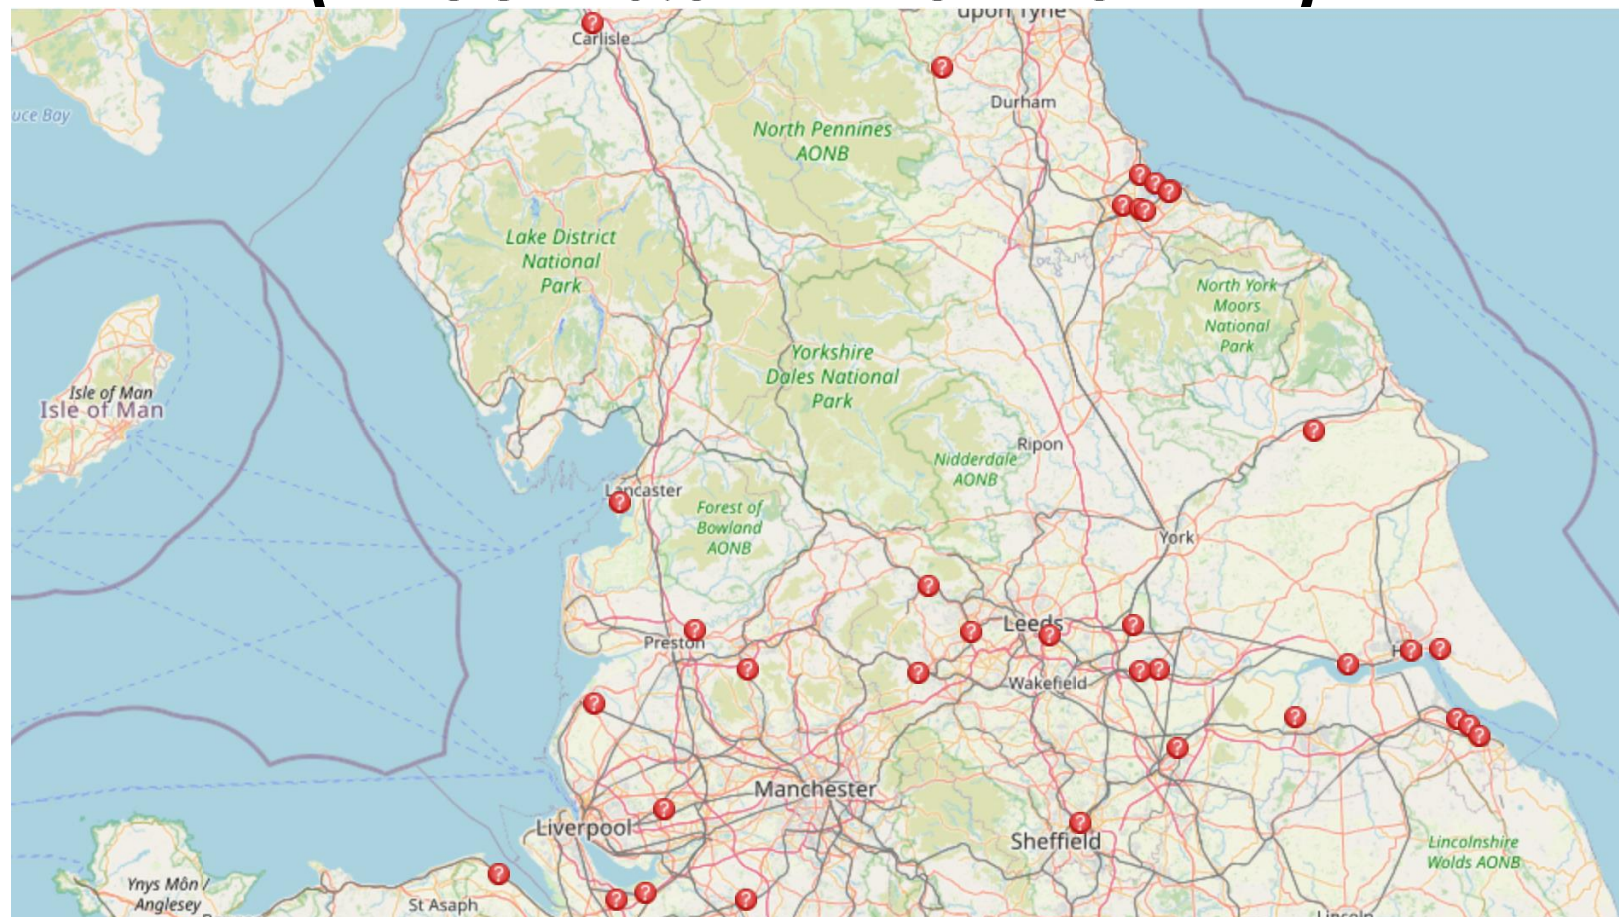 upon Tyne
Carlisle
uce Bay
Durham
North Pennines
AONB
Lake District
National
Park
North York
Moors
National
Park
Yorkshire
Dales National
Park
Isle of Man
Isle of Man
Ripon
Nidderdale
AONB
Lancaster
Forest of
Bowland
AONB
York
Leeds
Preston
H
Wakefield
Manchester
Liverpool
Sheffield
Lincolnshire
Wolds AONB
Ynys Môn /
Anglesey
St Asaph
Lincoln